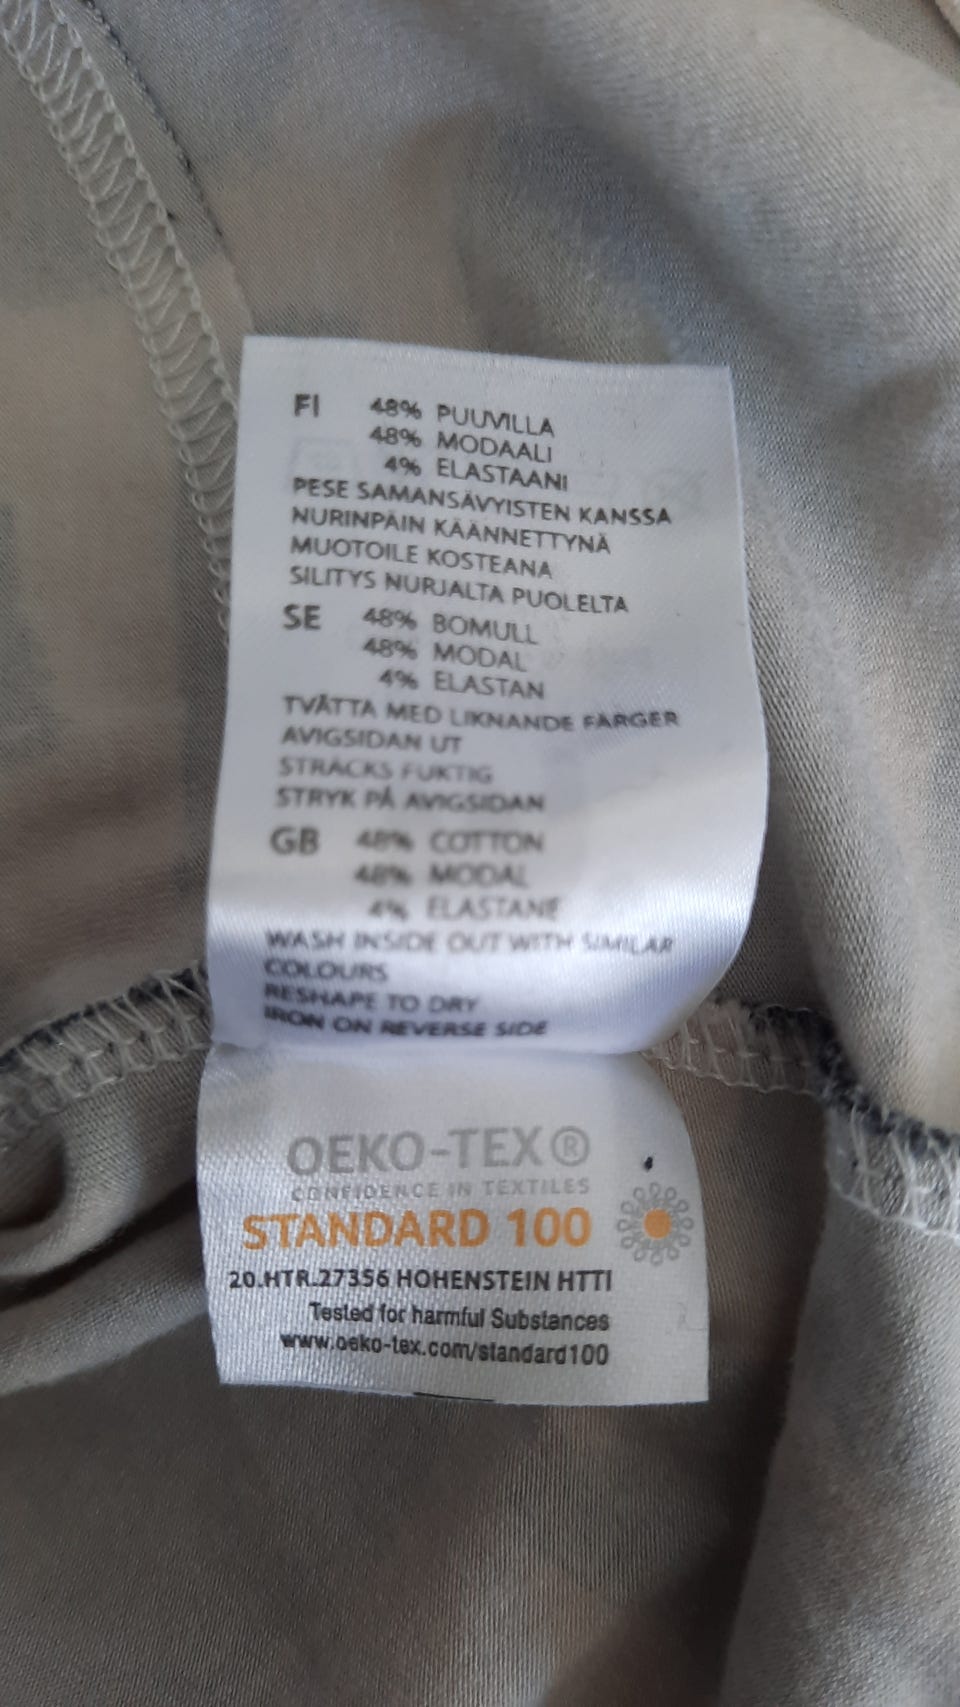 FI 48% PUUVILLA
48% MODAALI
4% ELASTAANI
PESE SAMANSÄVYISTEN KANSSA
NURINPÄIN KÄÄNNETTYNÄ
MUOTOILE KOSTEANA
SILITYS NURJALTA PUOLELTA
SE 48% BOMULL
48% MODAL
4% ELASTAN
TVÄTTA MED LIKNANDE FÄRGER
AVIGSIDAN UT
STRÄCKS FUKTIG
STRYK PÅ AVIGSIDAN
GB 48% COTTON
48% MODAL
4% ELASTANE
WASH INSIDE OUT WITH SIMILAR
COLOURS
RESHAPE TO DRY
IRON ON REVERSE SIDE
OEKO-TEX®
CONFIDENCE IN TEXTILES
STANDARD 100
20.HTR.27356 HOHENSTEIN HTTI
Tested for harmful Substances
www.oeko-tex.com/standard100